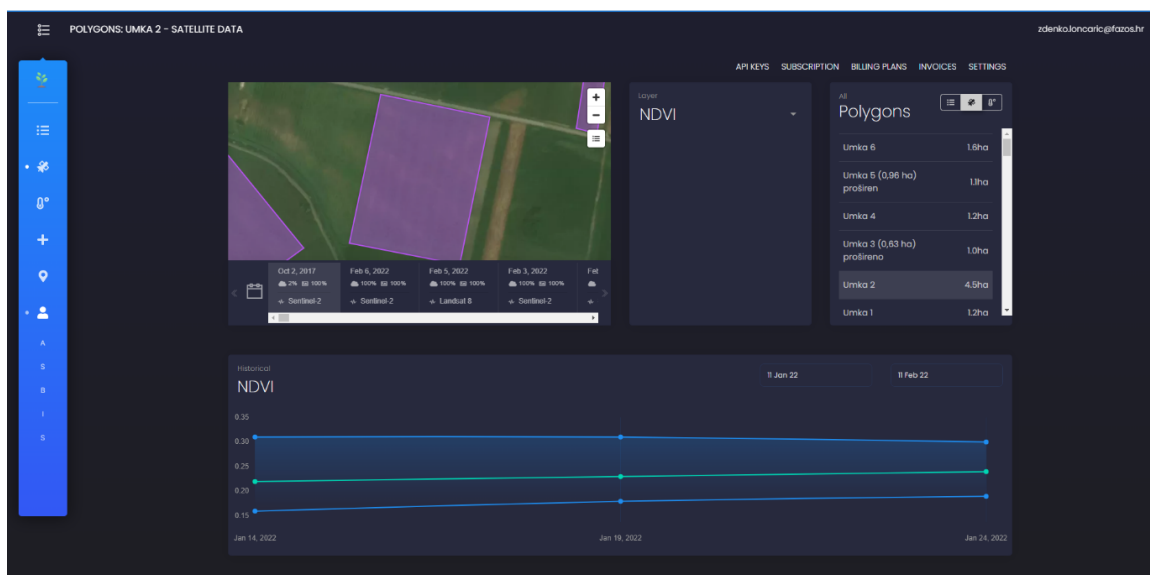 POLYGONS: UMKA 2 - SATELLITE DATA
zdenko.loncaric@fazos.hr
API KEYS SUBSCRIPTION BILLING PLANS INVOICES SETTINGS
A
S
B
I
S
+
−
Oct 2, 2017
2% 100%
Sentinel-2
Feb 6, 2022
100% 100%
Sentinel-2
Feb 5, 2022
100% 100%
Landsat 8
Feb 3, 2022
100% 100%
Sentinel-2
Layer
NDVI
All
Polygons
Umka 6 1.6ha
Umka 5 (0,96 ha)
proširen 1.1ha
Umka 4 1.2ha
Umka 3 (0,63 ha)
prošireno 1.0ha
Umka 2 4.5ha
Umka 1 1.2ha
Historical
NDVI
11 Jan 22 11 Feb 22
0.35
0.30
0.25
0.20
0.15
Jan 14, 2022 Jan 19, 2022 Jan 24, 2022